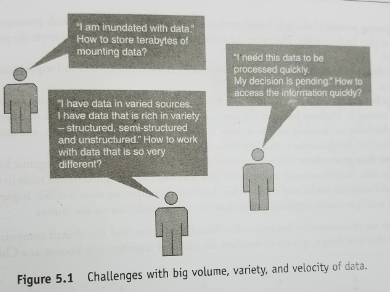 "I am inundated with data."
How to store terabytes of
mounting data?
"I need this data to be
processed quickly.
My decision is pending." How to
access the information quickly?
"I have data in varied sources.
I have data that is rich in variety
– structured, semi-structured
and unstructured." How to work
with data that is so very
different?
Figure 5.1 Challenges with big volume, variety, and velocity of data.